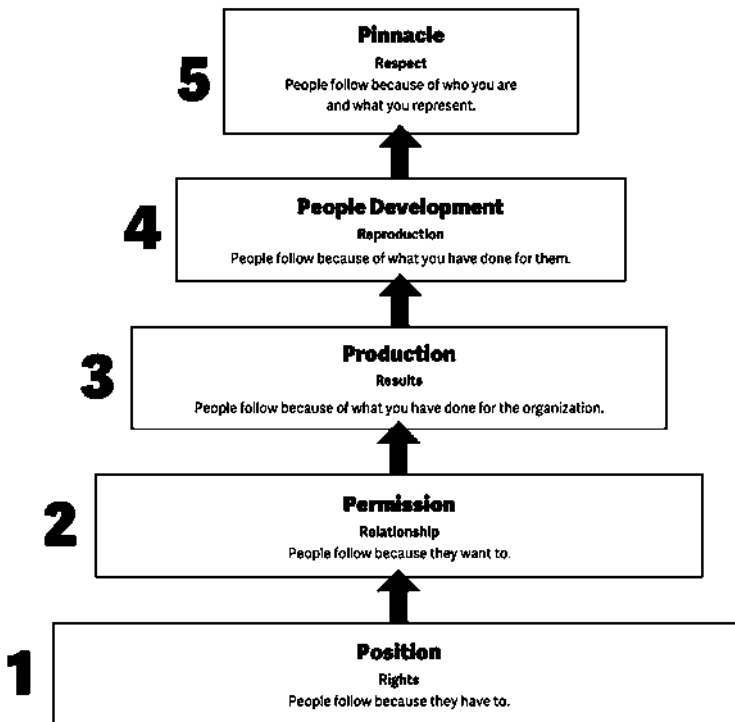 5
Pinnacle
Respect
People follow because of who you are
and what you represent.
4
People Development
Reproduction
People follow because of what you have done for them.
3
Production
Results
People follow because of what you have done for the organization.
2
Permission
Relationship
People follow because they want to.
1
Position
Rights
People follow because they have to.